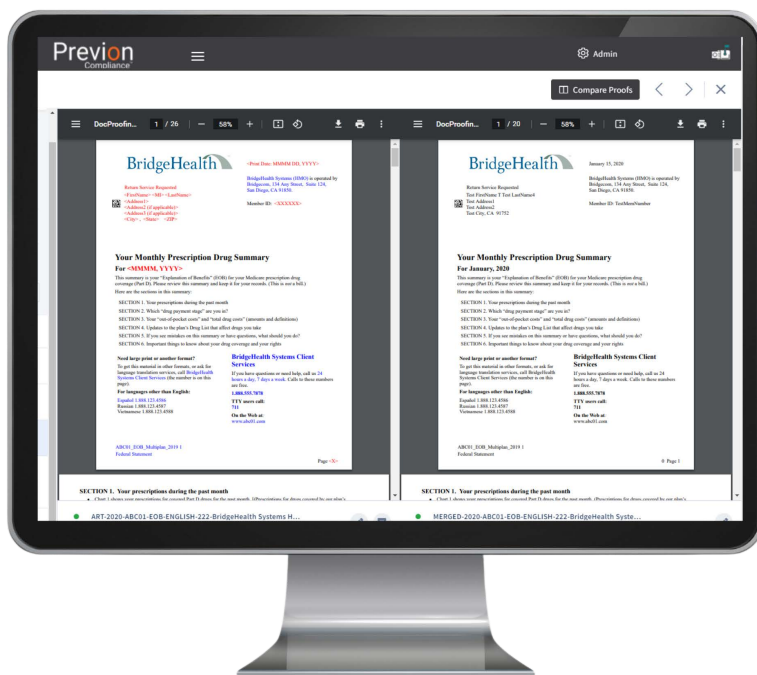 Previon
Compliance
Admin
Compare Proofs
DocProofin... 1 / 26 58%
BridgeHealth
<Print Date: MMMM DD, YYYY>
BridgeHealth Systems (HMO) is operated by
Bridgecorn, 134 Any Street, Suite 124,
San Diego, CA 91850.
Return Service Requested
<FirstName> <MI> <LastName>
<Address1>
<Address2 (if applicable)>
<Address3 (if applicable)>
<City> , <State> <ZIP>
Member ID: <XXXXXX>
Your Monthly Prescription Drug Summary
For <MMMM, YYYY>
This summary is your "Explanation of Benefits" (EOB) for your Medicare prescription drug
coverage (Part D). Please review this summary and keep it for your records. (This is not a bill.)
Here are the sections in this summary:
SECTION 1. Your prescriptions during the past month
SECTION 2. Which "drug payment stage" are you in?
SECTION 3. Your "out-of-pocket costs" and "total drug costs" (amounts and definitions)
SECTION 4. Updates to the plan's Drug List that affect drugs you take
SECTION 5. If you see mistakes on this summary or have questions, what should you do?
SECTION 6. Important things to know about your drug coverage and your rights
Need large print or another format?
To get this material in other formats, or ask for
language translation services, call BridgeHealth
Systems Client Services (the number is on this
page).
For languages other than English:
Español 1.888.123.4586
Russian 1.888.123.4587
Vietnamese 1.888.123.4588
BridgeHealth Systems Client
Services
If you have questions or need help, call us 24
hours a day, 7 days a week. Calls to these numbers
are free.
1.888.555.7870
TTY users call:
711
On the Web at:
www.abc01.com
ABC01_EOB_Multiplan_2019 1
Federal Statement
Page <X>
SECTION 1. Your prescriptions during the past month
ART-2020-ABC01-EOB-ENGLISH-222-BridgeHealth Systems H...
DocProofin... 1 / 20 58%
BridgeHealth
January 15, 2020
BridgeHealth Systems (HMO) is operated by
Bridgecorn, 134 Any Street, Suite 124,
San Diego, CA 91850.
Return Service Requested
Test FirstName T Test LastName4
Test Address1
Test Address2
Test City, CA 91752
Member ID: TestMemNumber
Your Monthly Prescription Drug Summary
For January, 2020
This summary is your "Explanation of Benefits" (EOB) for your Medicare prescription drug
coverage (Part D). Please review this summary and keep it for your records. (This is not a bill.)
Here are the sections in this summary:
SECTION 1. Your prescriptions during the past month
SECTION 2. Which "drug payment stage" are you in?
SECTION 3. Your "out-of-pocket costs" and "total drug costs" (amounts and definitions)
SECTION 4. Updates to the plan's Drug List that affect drugs you take
SECTION 5. If you see mistakes on this summary or have questions, what should you do?
SECTION 6. Important things to know about your drug coverage and your rights
Need large print or another format?
To get this material in other formats, or ask for
language translation services, call BridgeHealth
Systems Client Services (the number is on this
page).
For languages other than English:
Español 1.888.123.4586
Russian 1.888.123.4587
Vietnamese 1.888.123.4588
BridgeHealth Systems Client
Services
If you have questions or need help, call us 24
hours a day, 7 days a week. Calls to these numbers
are free.
1.888.555.7870
TTY users call:
711
On the Web at:
www.abc01.com
ABC01_EOB_Multiplan_2019 1
Federal Statement
0 Page 1
SECTION 1. Your prescriptions during the past month
MERGED-2020-ABC01-EOB-ENGLISH-222-BridgeHealth Syste...